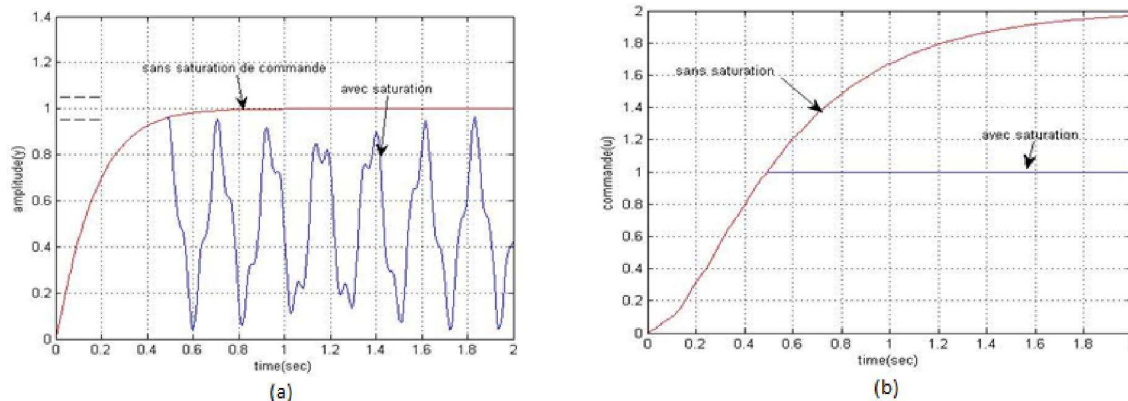 1.4
1.2
1
0.8
0.6
0.4
0.2
0
amplitude(y)
sans saturation de commande
avec saturation
0 0.2 0.4 0.6 0.8 1 1.2 1.4 1.6 1.8 2
time(sec)
(a)
2
1.8
1.6
1.4
1.2
1
0.8
0.6
0.4
0.2
0
commande(u)
sans saturation
avec saturation
0 0.2 0.4 0.6 0.8 1 1.2 1.4 1.6 1.8 2
time(sec)
(b)